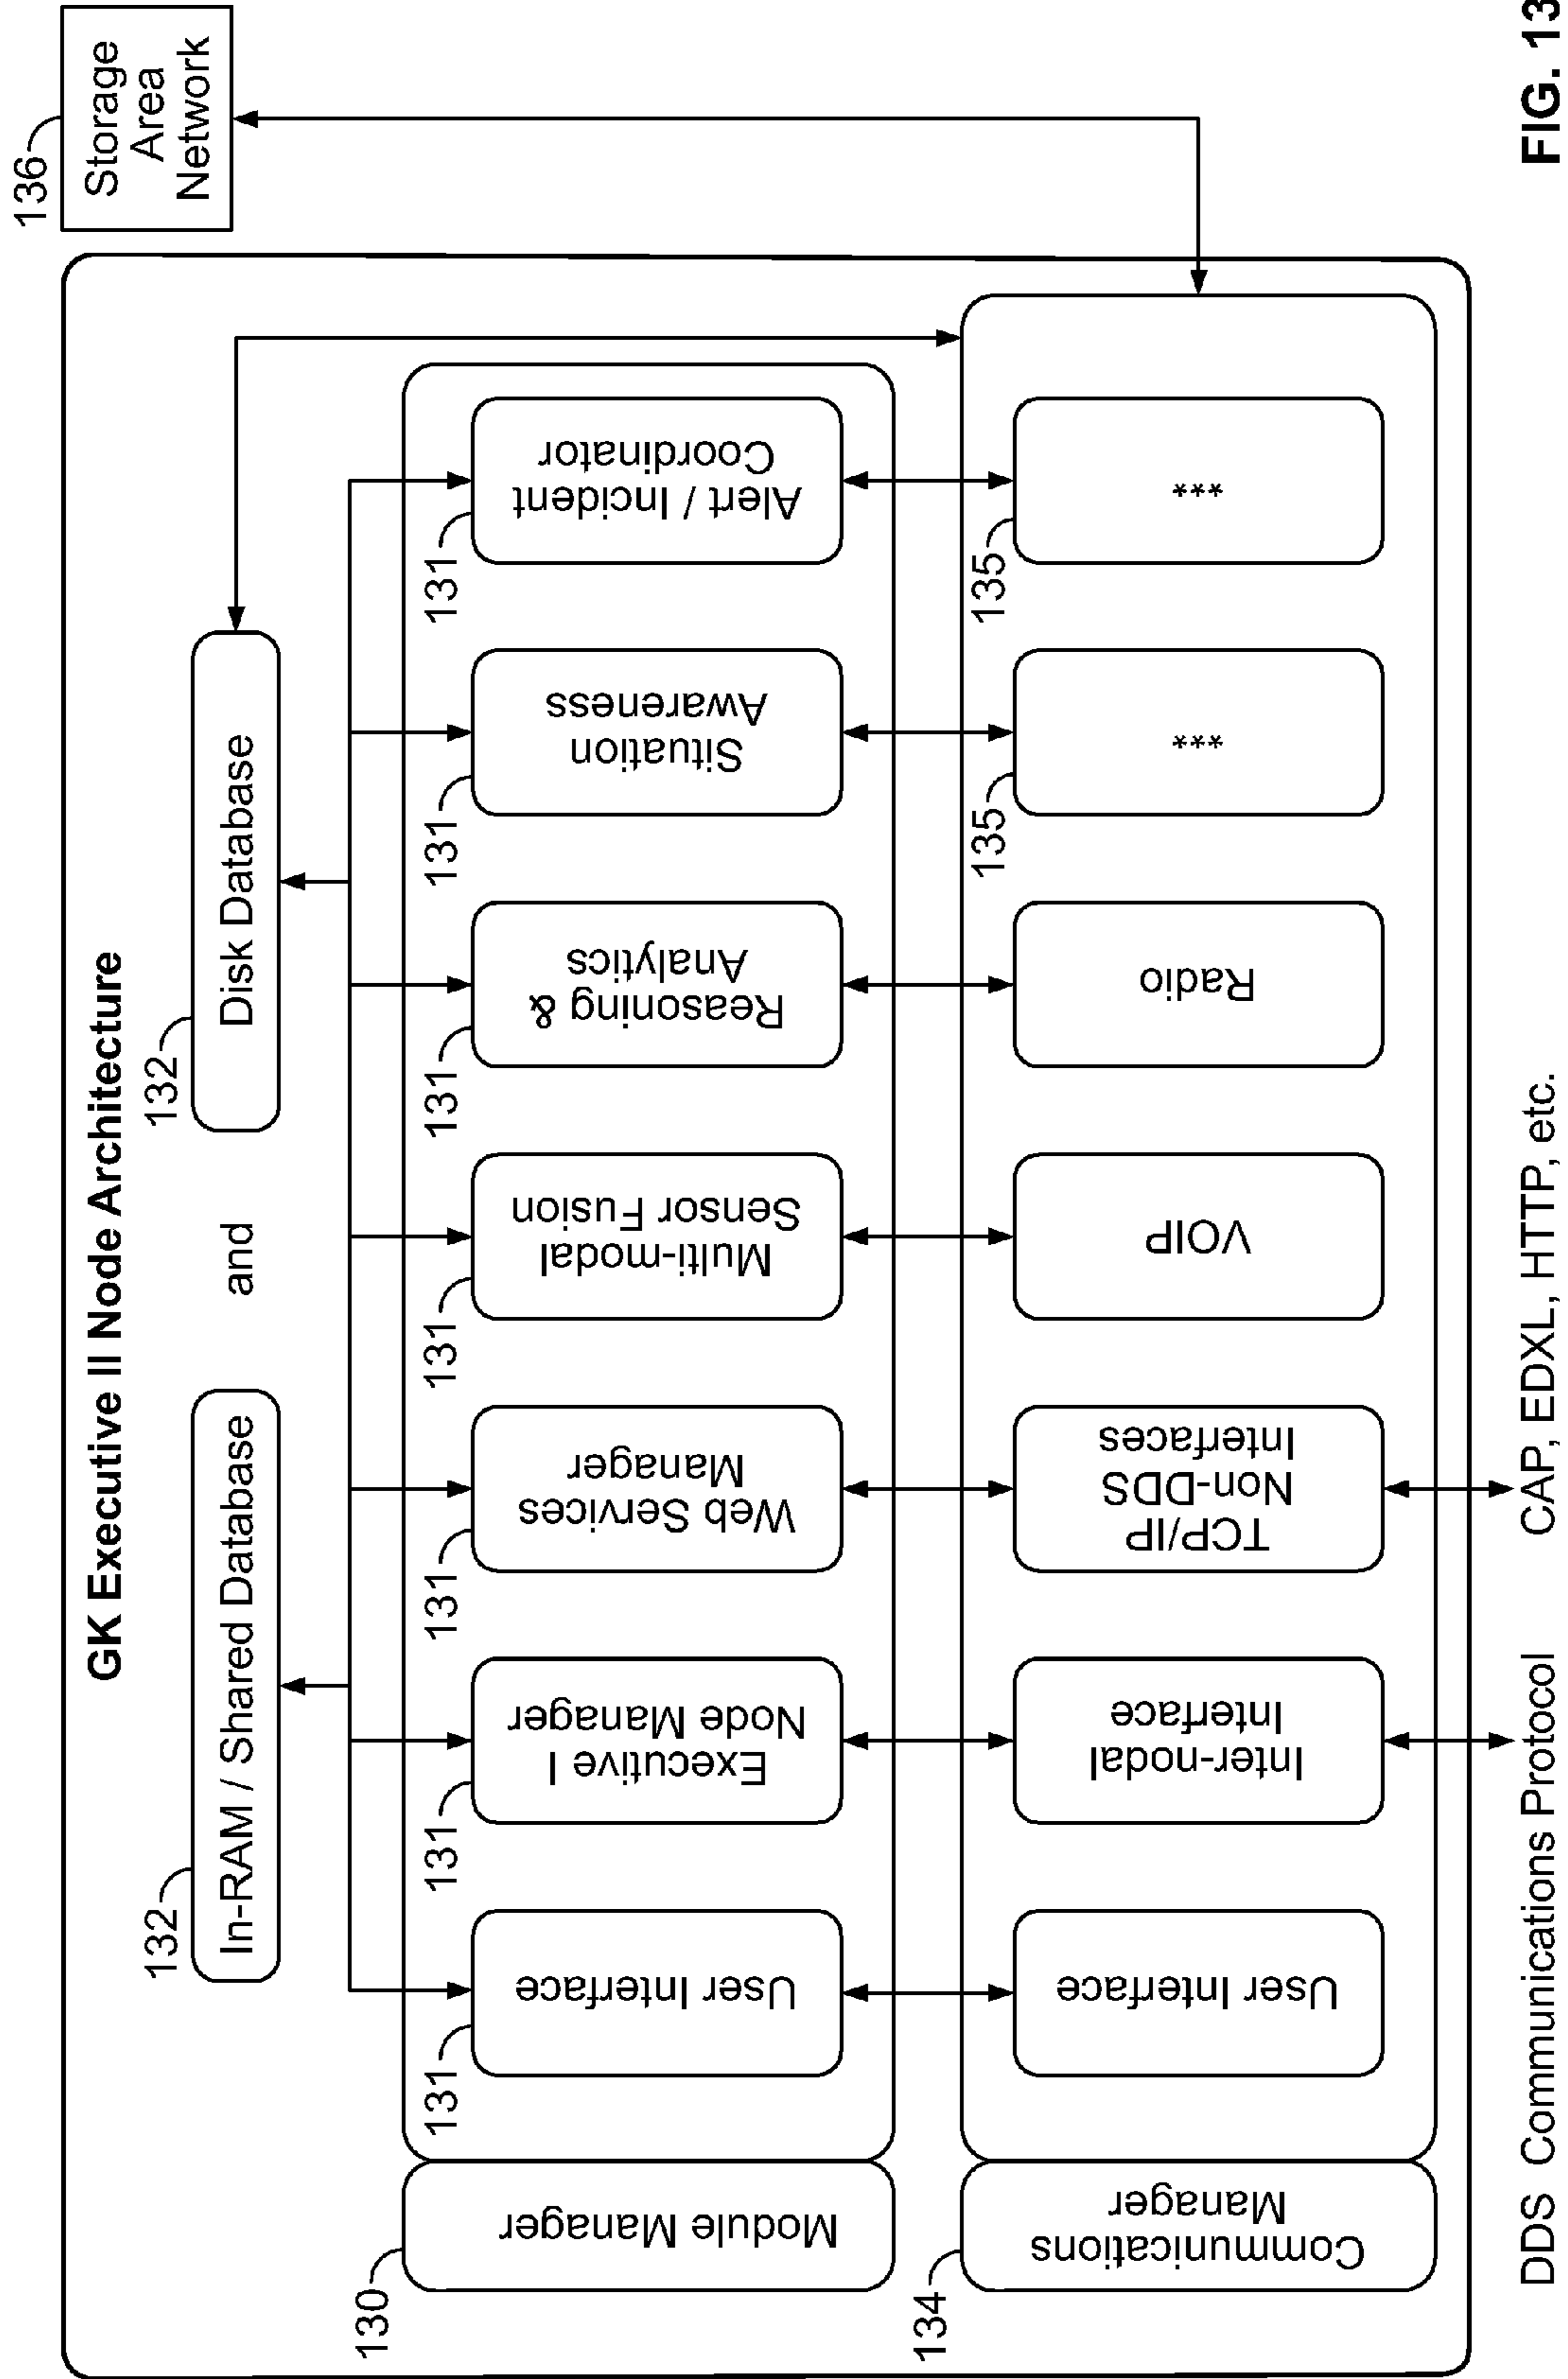 136
Storage
Area
Network
GK Executive II Node Architecture
132
In-RAM / Shared Database
and
132
Disk Database
130
Module Manager
131
User Interface
131
Executive I
Node Manager
131
Web Services
Manager
131
Multi-modal
Sensor Fusion
131
Reasoning &
Analytics
131
Situation
Awareness
131
Alert / Incident
Coordinator
134
Communications
Manager
User Interface
Inter-nodal
Interface
TCP/IP
Non-DDS
Interfaces
VOIP
Radio
135
***
135
***
DDS Communications Protocol
CAP, EDXL, HTTP, etc.
FIG. 13